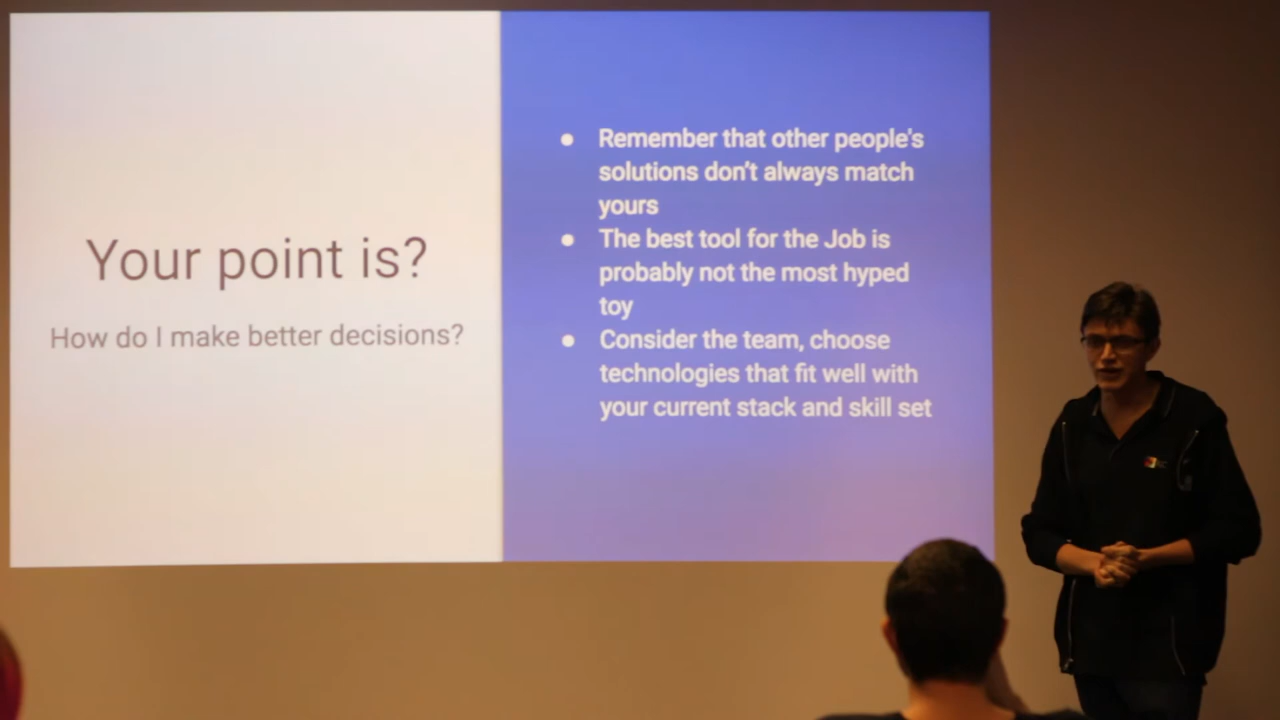 Your point is?
How do I make better decisions?
● Remember that other people's
solutions don't always match
yours
● The best tool for the Job is
probably not the most hyped
toy
● Consider the team, choose
technologies that fit well with
your current stack and skill set